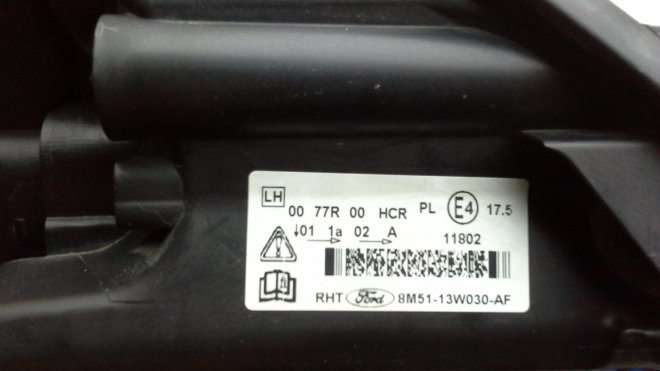 LH
00 77R 00 HCR PL E4 17.5
↓01 1a 02 A 11802
RHT Ford 8M51-13W030-AF